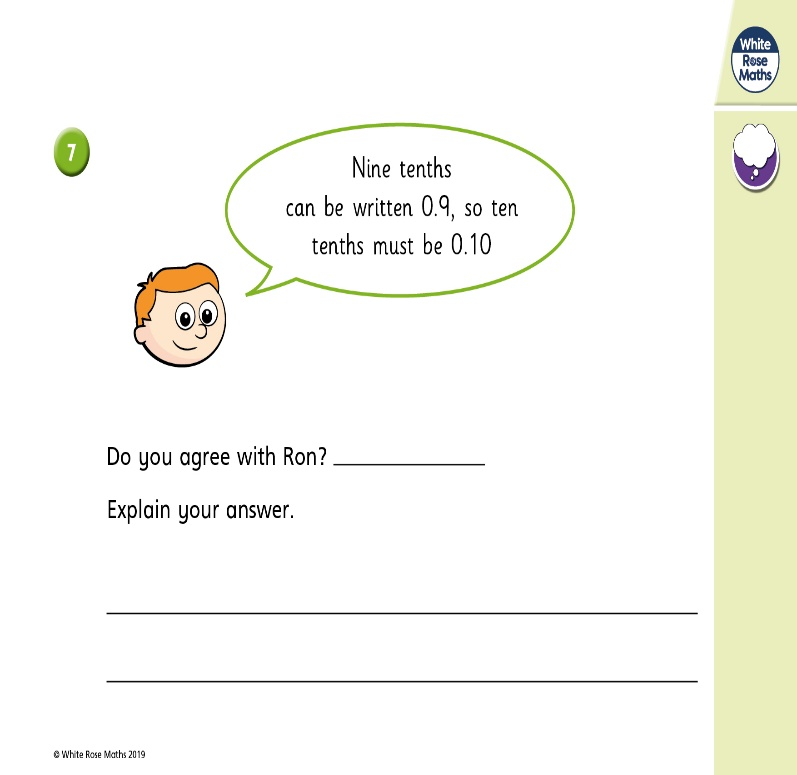 White
Rose
Maths
7
Nine tenths
can be written 0.9, so ten
tenths must be 0.10
Do you agree with Ron?
Explain your answer.
© White Rose Maths 2019